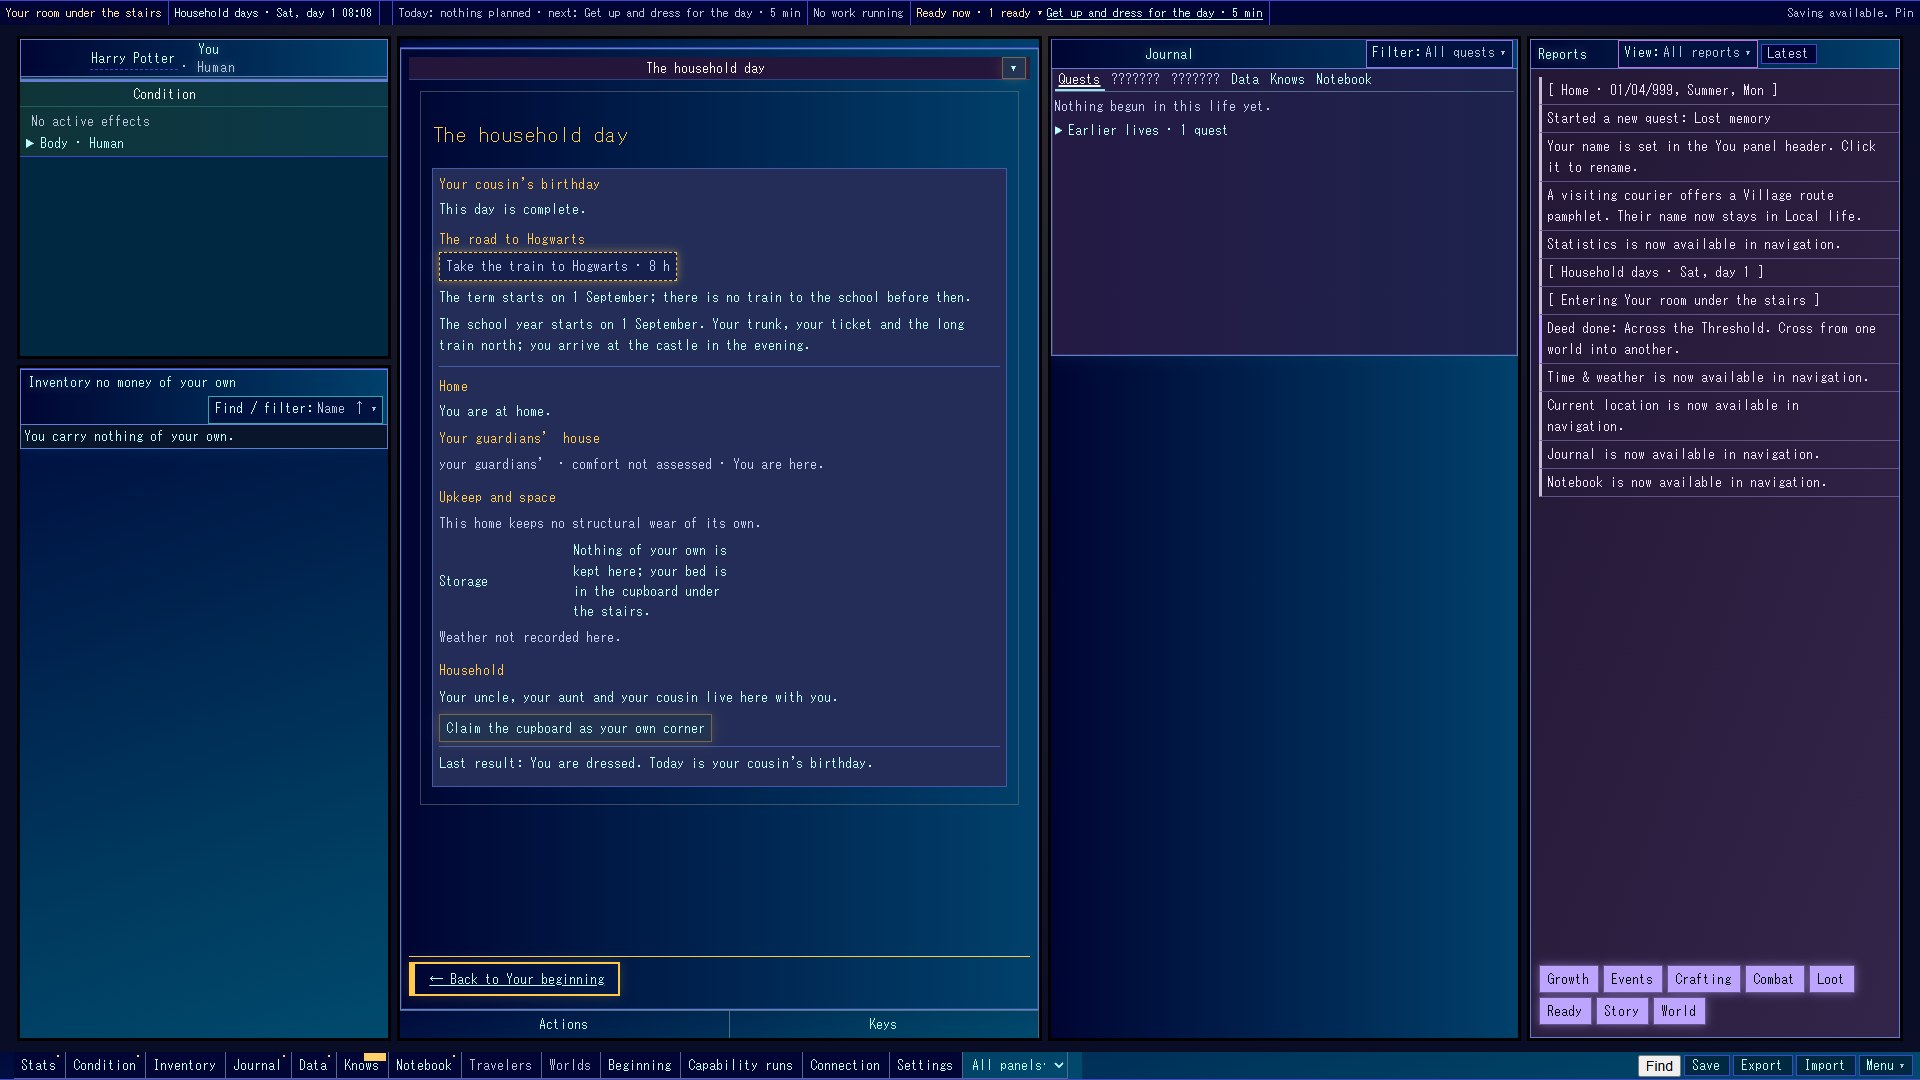 Your room under the stairs
Household days · Sat, day 1 08:08
Today: nothing planned · next: Get up and dress for the day · 5 min
No work running
Ready now · 1 ready ▾ Get up and dress for the day · 5 min
Saving available. Pin
Harry Potter · You
Human
Condition
No active effects
▶ Body · Human
Inventory no money of your own
Find / filter: Name ↑ ▾
You carry nothing of your own.
The household day
▾
The household day
Your cousin's birthday
This day is complete.
The road to Hogwarts
Take the train to Hogwarts · 8 h
The term starts on 1 September; there is no train to the school before then.
The school year starts on 1 September. Your trunk, your ticket and the long
train north; you arrive at the castle in the evening.
Home
You are at home.
Your guardians’ house
your guardians’ · comfort not assessed · You are here.
Upkeep and space
This home keeps no structural wear of its own.
Storage
Nothing of your own is
kept here; your bed is
in the cupboard under
the stairs.
Weather not recorded here.
Household
Your uncle, your aunt and your cousin live here with you.
Claim the cupboard as your own corner
Last result: You are dressed. Today is your cousin's birthday.
← Back to Your beginning
Actions
Keys
Journal
Filter: All quests ▾
Quests ??????? ??????? Data Knows Notebook
Nothing begun in this life yet.
▶ Earlier lives · 1 quest
Reports
View: All reports ▾
Latest
[ Home · 01/04/999, Summer, Mon ]
Started a new quest: Lost memory
Your name is set in the You panel header. Click
it to rename.
A visiting courier offers a Village route
pamphlet. Their name now stays in Local life.
Statistics is now available in navigation.
[ Household days · Sat, day 1 ]
[ Entering Your room under the stairs ]
Deed done: Across the Threshold. Cross from one
world into another.
Time & weather is now available in navigation.
Current location is now available in
navigation.
Journal is now available in navigation.
Notebook is now available in navigation.
Growth Events Crafting Combat Loot
Ready Story World
Stats Condition Inventory Journal Data Knows Notebook Travelers Worlds Beginning Capability runs Connection Settings All panels
Find Save Export Import Menu ▾